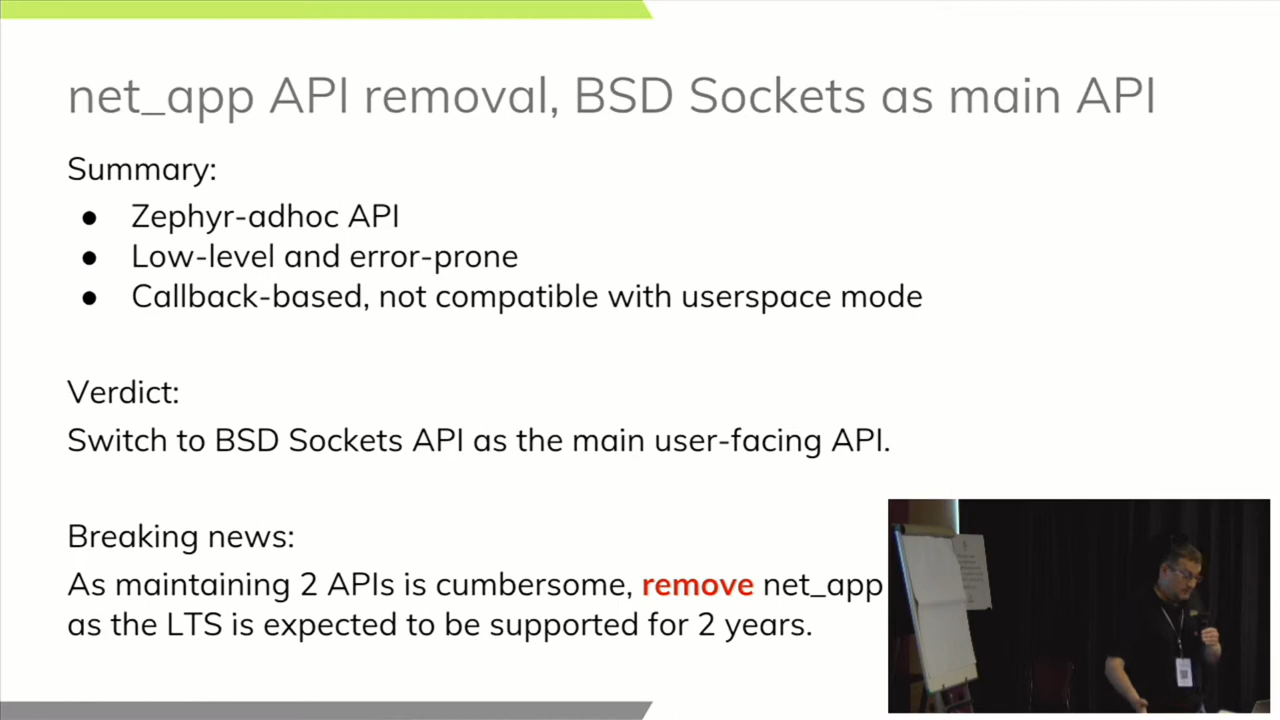 net_app API removal, BSD Sockets as main API
Summary:
● Zephyr-adhoc API
● Low-level and error-prone
● Callback-based, not compatible with userspace mode
Verdict:
Switch to BSD Sockets API as the main user-facing API.
Breaking news:
As maintaining 2 APIs is cumbersome, remove net_app
as the LTS is expected to be supported for 2 years.